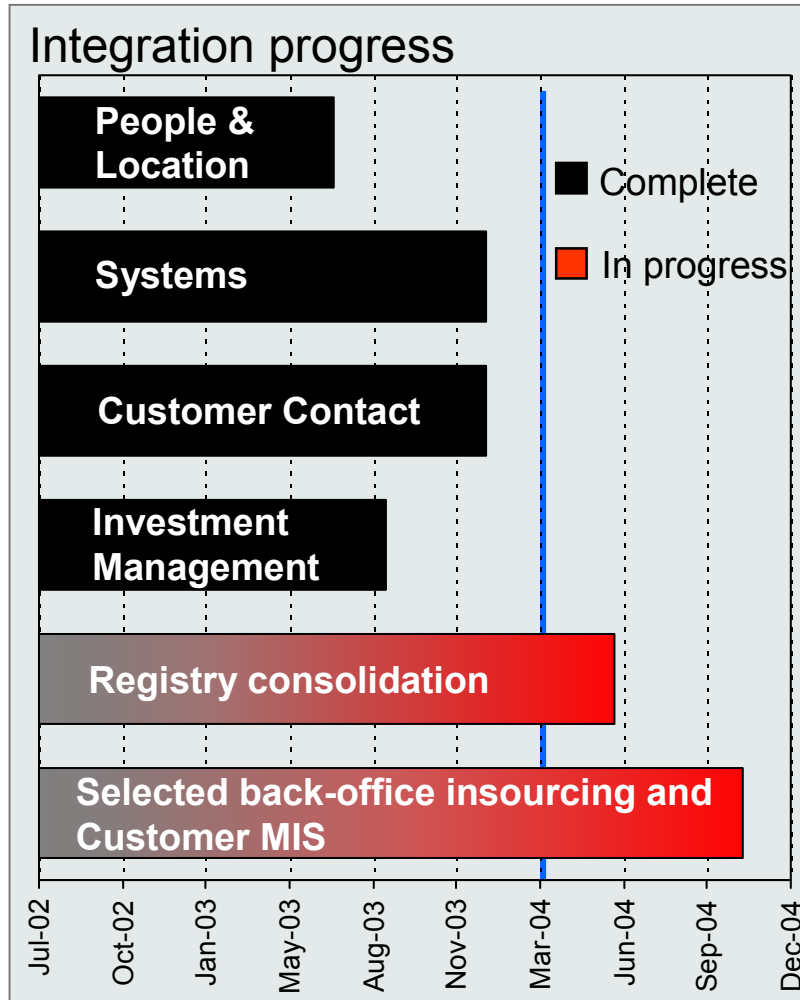 Integration progress
People &
Location
Complete
Systems
In progress
Customer Contact
Investment
Management
Registry consolidation
Selected back-office insourcing and
Customer MIS
Jul-02
Oct-02
Jan-03
May-03
Aug-03
Nov-03
Mar-04
Jun-04
Sep-04
Dec-04